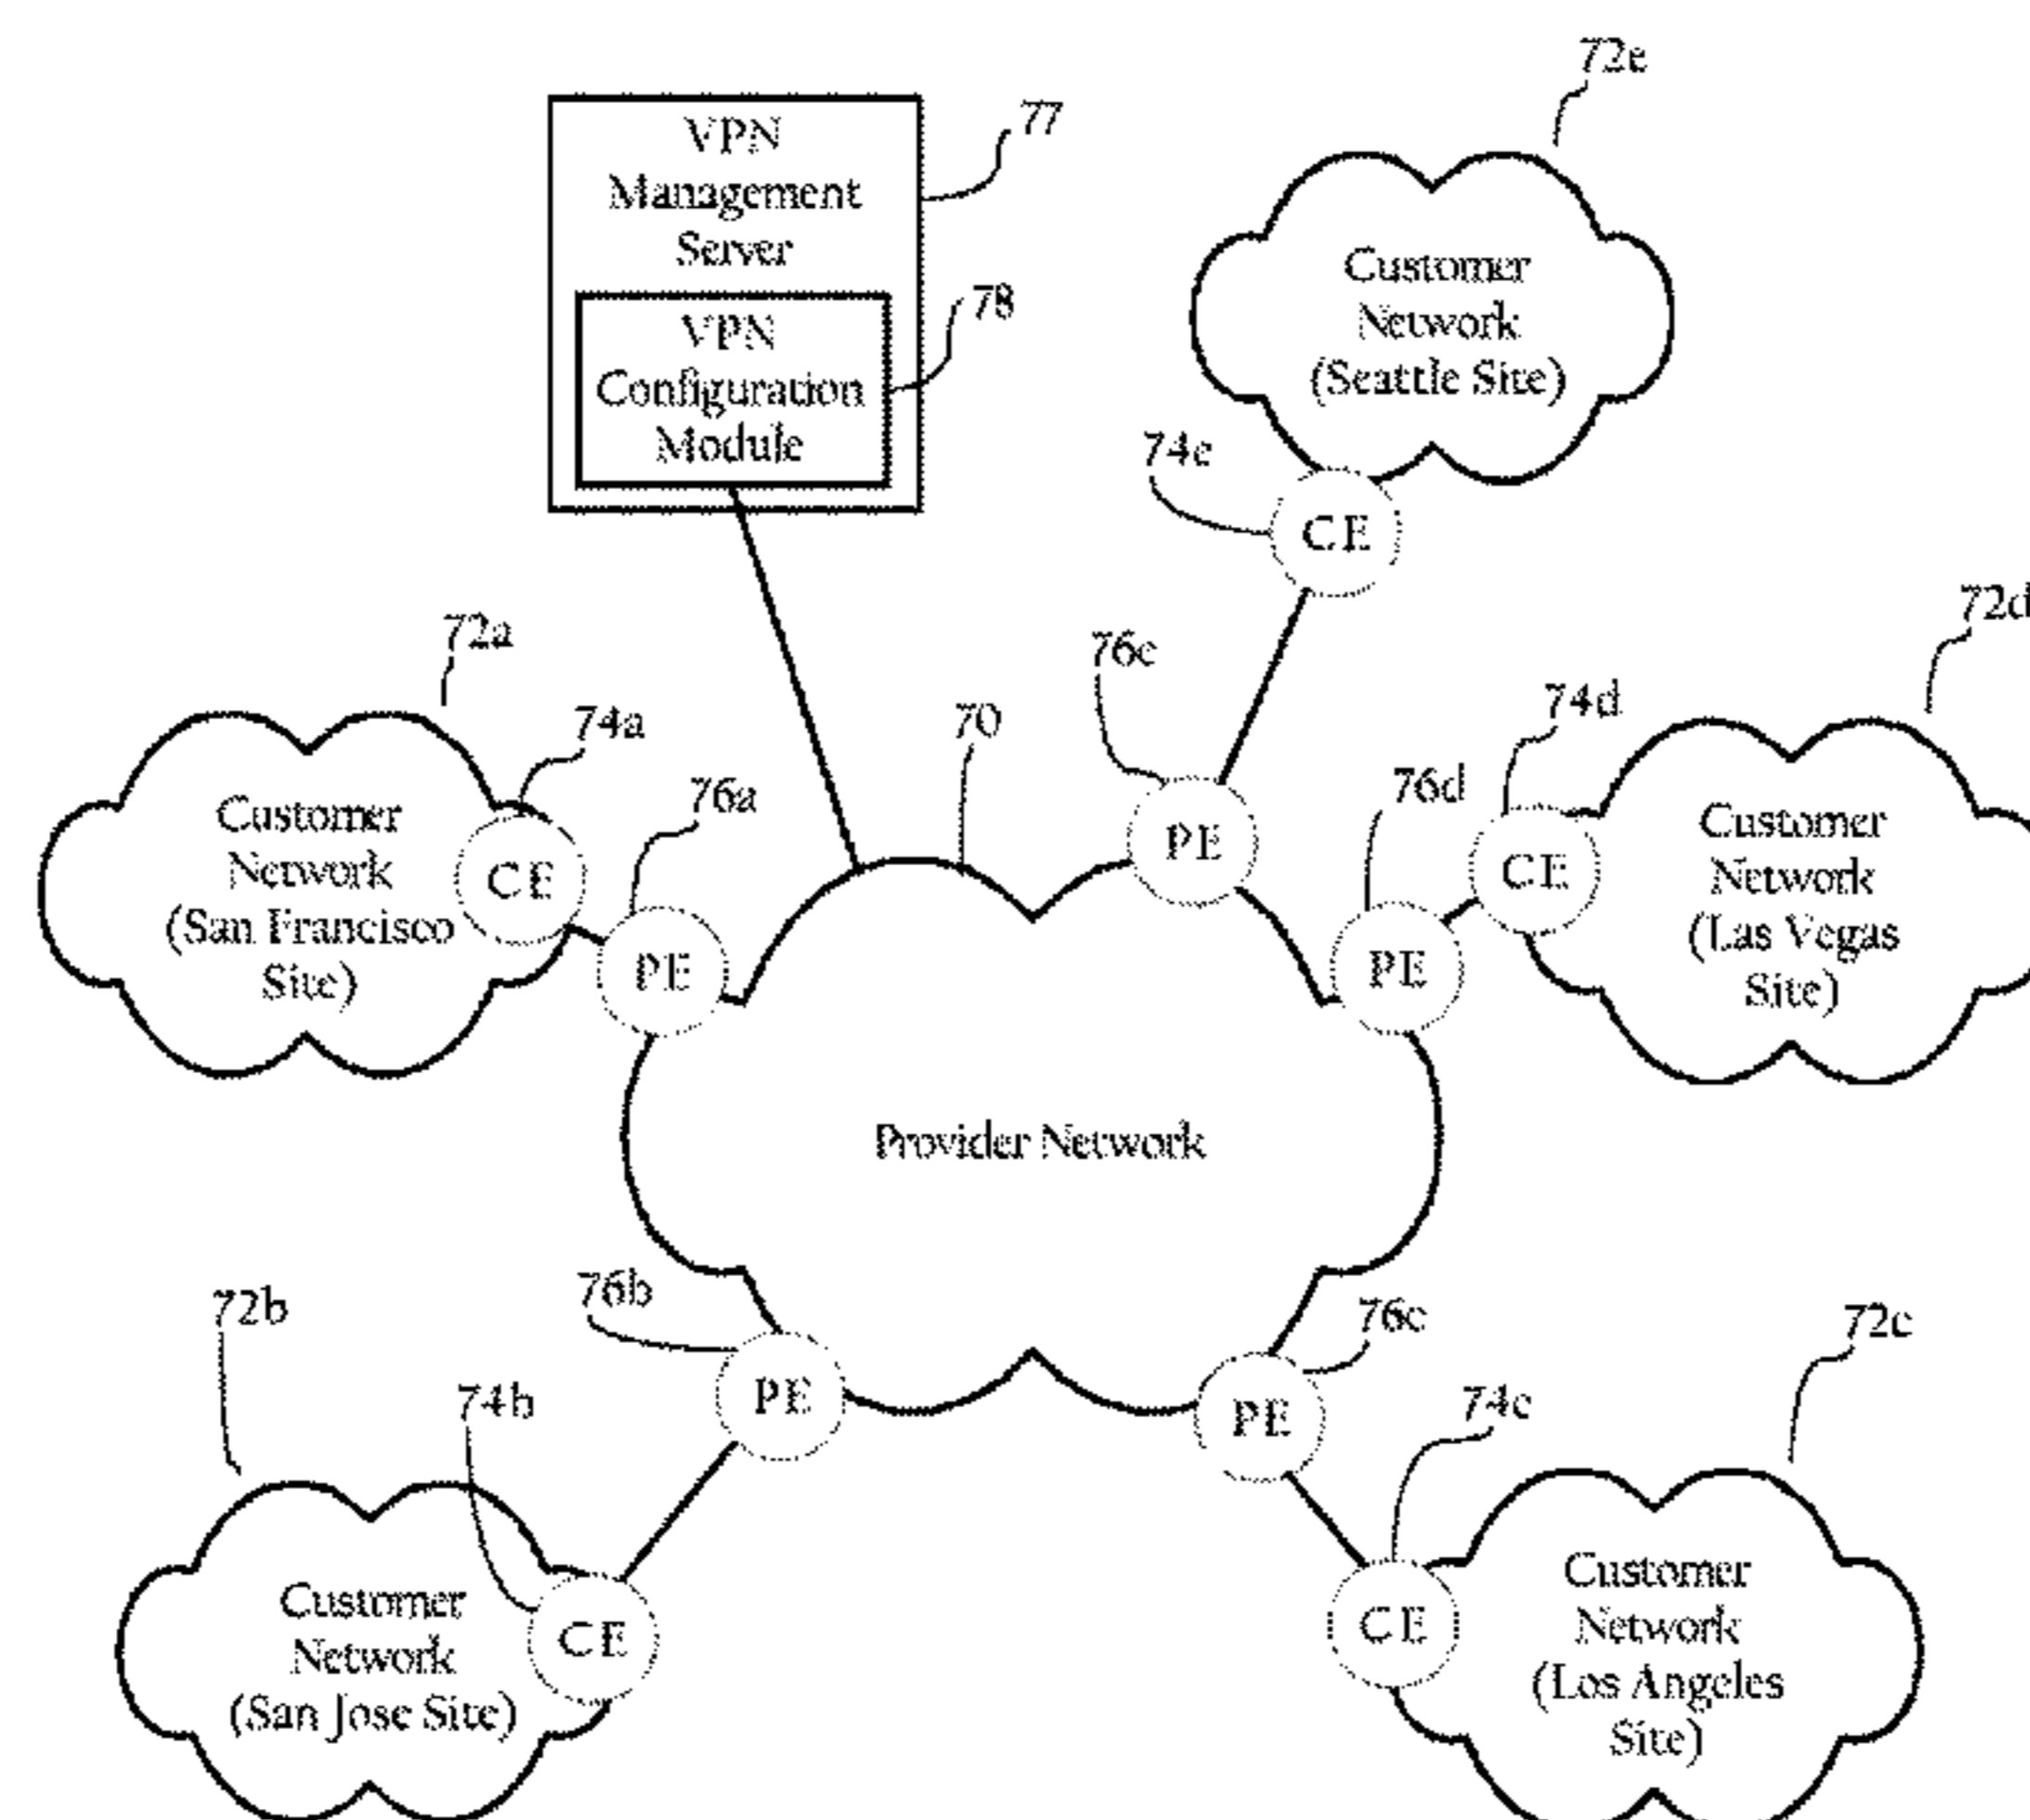 72e
VPN
Management
Server
77
VPN
Configuration
Module
78
Customer
Network
(Seattle Site)
74e
CE
72a
76e
72d
74a
70
74d
76a
76d
Customer
Network
(San Francisco
Site)
CE
PE
PE
PE
CE
Customer
Network
(Las Vegas
Site)
Provider Network
72b
76b
76c
72c
74b
PE
PE
74c
Customer
Network
(San Jose Site)
CE
CE
Customer
Network
(Los Angeles
Site)